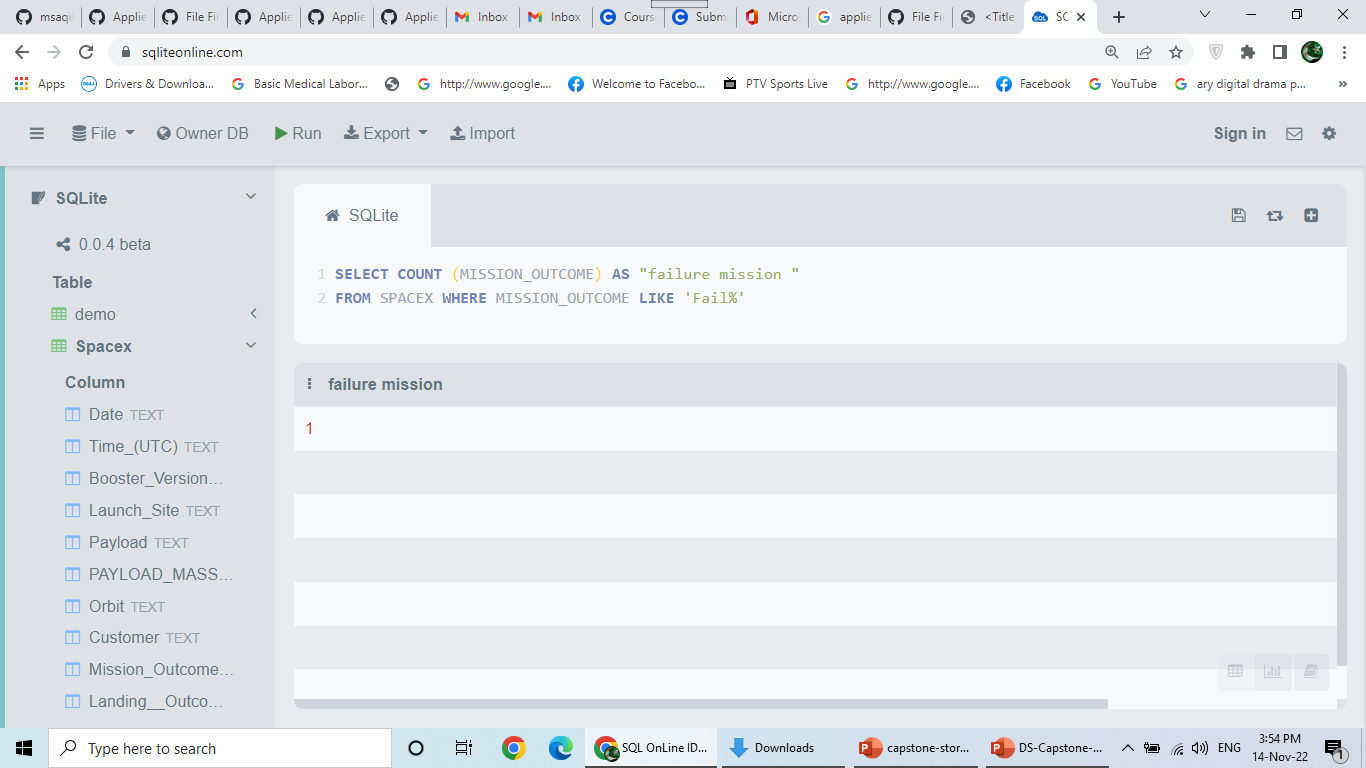 msaqi Applie File Fi Applie Applie Applie Inbox Inbox Cours Subm Micro applie File Fi <Title SC
sqliteonline.com
Apps Drivers & Downloa... Basic Medical Labor... http://www.google.... Welcome to Facebo... PTV Sports Live http://www.google.... Facebook YouTube ary digital drama p... »
File Owner DB Run Export Import Sign in
SQLite
0.0.4 beta
Table
demo
Spacex
Column
Date TEXT
Time_(UTC) TEXT
Booster_Version...
Launch_Site TEXT
Payload TEXT
PAYLOAD_MASS...
Orbit TEXT
Customer TEXT
Mission_Outcome...
Landing__Outco...
SQLite
1 SELECT COUNT (MISSION_OUTCOME) AS "failure mission "
2 FROM SPACEX WHERE MISSION_OUTCOME LIKE 'Fail%'
failure mission
1
Type here to search
SQL OnLine ID...
Downloads
capstone-stor...
DS-Capstone-...
ENG
3:54 PM
14-Nov-22
1